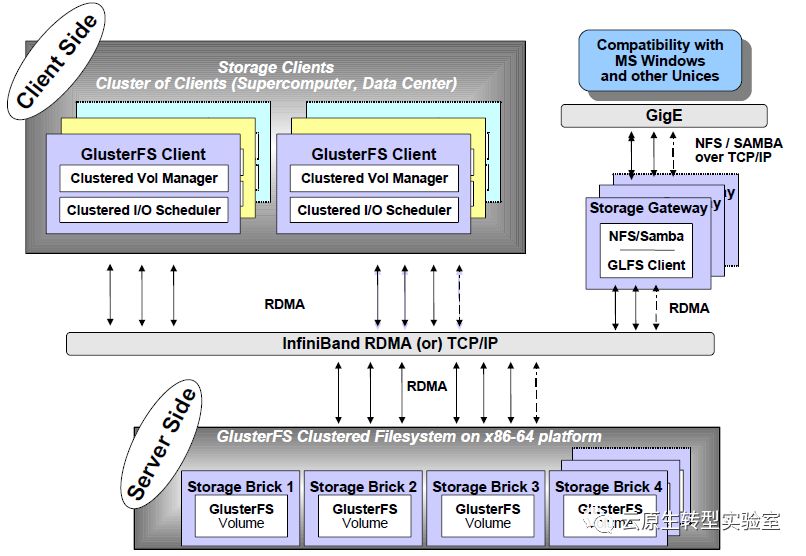 Client Side
Storage Clients
Cluster of Clients (Supercomputer, Data Center)
GlusterFS Client
Clustered Vol Manager
Clustered I/O Scheduler
GlusterFS Client
Clustered Vol Manager
Clustered I/O Scheduler
Compatibility with
MS Windows
and other Unices
GigE
NFS / SAMBA
over TCP/IP
Storage Gateway
NFS/Samba
GLFS Client
RDMA
RDMA
InfiniBand RDMA (or) TCP/IP
RDMA
Server Side
GlusterFS Clustered Filesystem on x86-64 platform
Storage Brick 1
GlusterFS
Volume
Storage Brick 2
GlusterFS
Volume
Storage Brick 3
GlusterFS
Volume
Storage Brick 4
GlusterFS
Volume
云原生转型实验室